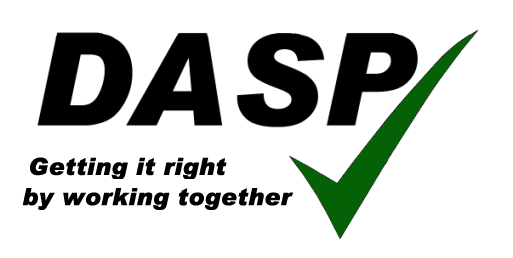 DASP
Getting it right
by working together